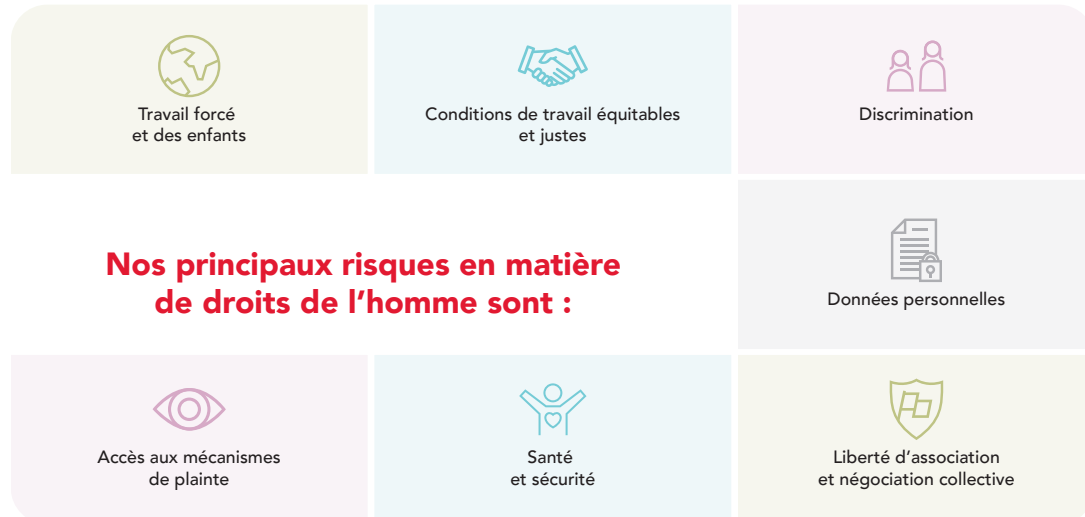 Travail forcé
et des enfants
Conditions de travail équitables
et justes
Discrimination
Nos principaux risques en matière
de droits de l’homme sont :
Données personnelles
Accès aux mécanismes
de plainte
Santé
et sécurité
Liberté d’association
et négociation collective